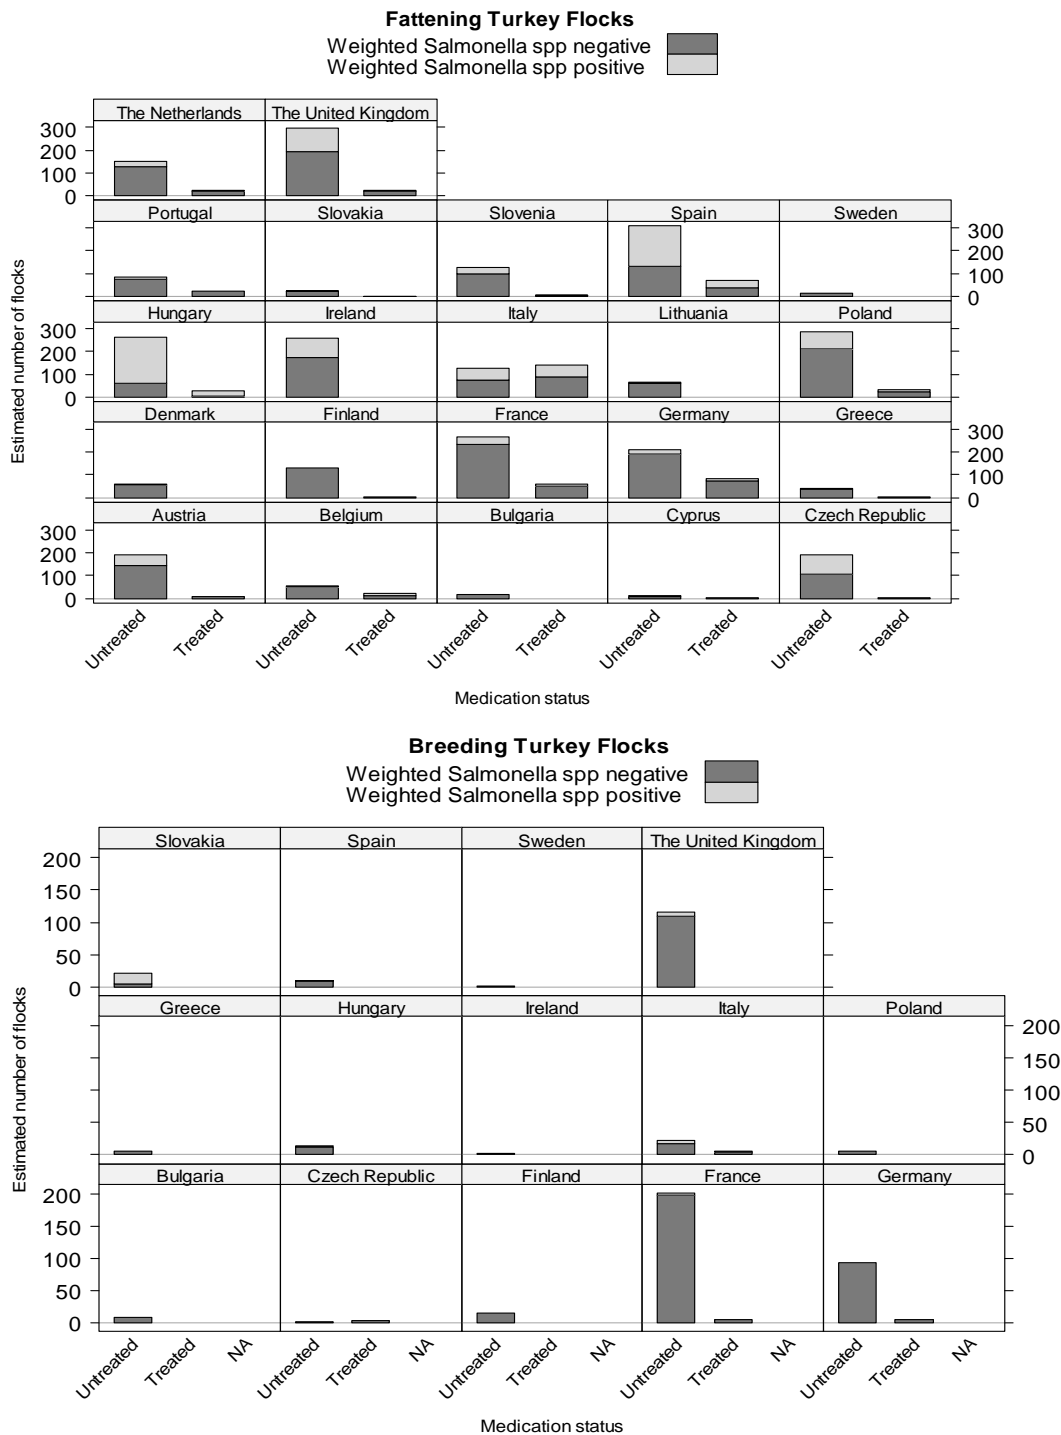 Fattening Turkey Flocks
Weighted Salmonella spp negative
Weighted Salmonella spp positive
The Netherlands The United Kingdom
300
200
100
0
Portugal Slovakia Slovenia Spain Sweden
300
200
100
0
Hungary Ireland Italy Lithuania Poland
300
200
100
0
Denmark Finland France Germany Greece
300
200
100
0
Austria Belgium Bulgaria Cyprus Czech Republic
300
200
100
0
Estimated number of flocks
Untreated Treated Untreated Treated Untreated Treated Untreated Treated Untreated Treated
Medication status
Breeding Turkey Flocks
Weighted Salmonella spp negative
Weighted Salmonella spp positive
Slovakia Spain Sweden The United Kingdom
200
150
100
50
0
Greece Hungary Ireland Italy Poland
200
150
100
50
0
Bulgaria Czech Republic Finland France Germany
200
150
100
50
0
Estimated number of flocks
Untreated Treated NA Untreated Treated NA Untreated Treated NA Untreated Treated NA Untreated Treated NA
Medication status